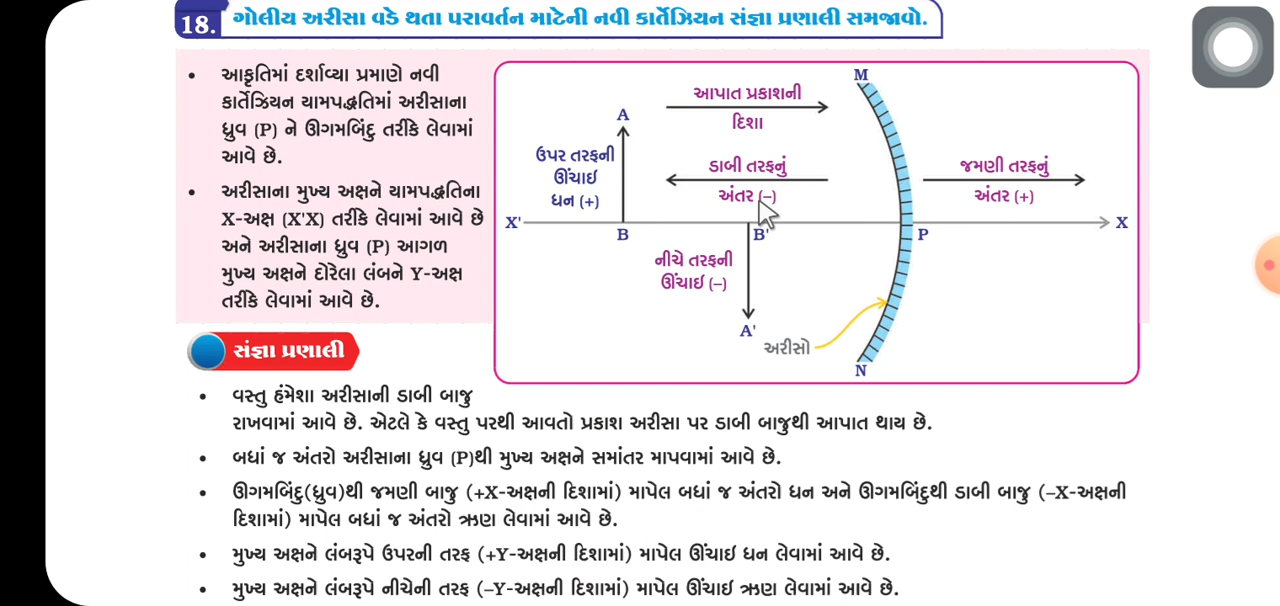 18. ગોલીય અરીસા વડે થતા પરાવર્તન માટેની નવી કાર્તેઝિયન સંજ્ઞા પ્રણાલી સમજાવો.
• આકૃતિમાં દર્શાવ્યા પ્રમાણે નવી
કાર્તેઝિયન યામપદ્ધતિમાં અરીસાના
ધ્રુવ (P) ને ઊગમબિંદુ તરીકે લેવામાં
આવે છે.
• અરીસાના મુખ્ય અક્ષને યામપદ્ધતિના
X-અક્ષ (X'X) તરીકે લેવામાં આવે છે
અને અરીસાના ધ્રુવ (P) આગળ
મુખ્ય અક્ષને દોરેલા લંબને Y-અક્ષ
તરીકે લેવામાં આવે છે.
M
આપાત પ્રકાશની
દિશા
A
ઉપર તરફની
ઊંચાઈ
ધન (+)
ડાબી તરફનું
અંતર (–)
જમણી તરફનું
અંતર (+)
X'
B
B'
P
X
નીચે તરફની
ઊંચાઈ (–)
A'
અરીસો
N
સંજ્ઞા પ્રણાલી
• વસ્તુ હંમેશા અરીસાની ડાબી બાજુ
રાખવામાં આવે છે. એટલે કે વસ્તુ પરથી આવતો પ્રકાશ અરીસા પર ડાબી બાજુથી આપાત થાય છે.
• બધાં જ અંતરો અરીસાના ધ્રુવ (P)થી મુખ્ય અક્ષને સમાંતર માપવામાં આવે છે.
• ઊગમબિંદુ(ધ્રુવ)થી જમણી બાજુ (+X-અક્ષની દિશામાં) માપેલ બધાં જ અંતરો ધન અને ઊગમબિંદુથી ડાબી બાજુ (–X-અક્ષની
દિશામાં) માપેલ બધાં જ અંતરો ઋણ લેવામાં આવે છે.
• મુખ્ય અક્ષને લંબરૂપે ઉપરની તરફ (+Y-અક્ષની દિશામાં) માપેલ ઊંચાઈ ધન લેવામાં આવે છે.
• મુખ્ય અક્ષને લંબરૂપે નીચેની તરફ (–Y-અક્ષની દિશામાં) માપેલ ઊંચાઈ ઋણ લેવામાં આવે છે.